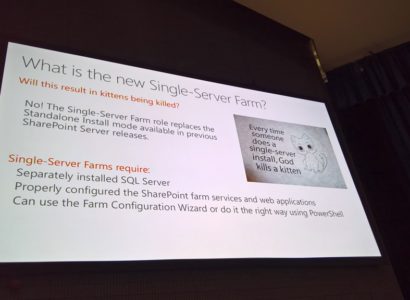 What is the new Single-Server Farm?
Will this result in kittens being killed?
No! The Single-Server Farm role replaces the
Standalone Install mode available in previous
SharePoint Server releases.
Every time
someone
does a
single-server
install, God
kills a kitten
Single-Server Farms require:
Separately installed SQL Server
Properly configured the SharePoint farm services and web applications
Can use the Farm Configuration Wizard or do it the right way using PowerShell